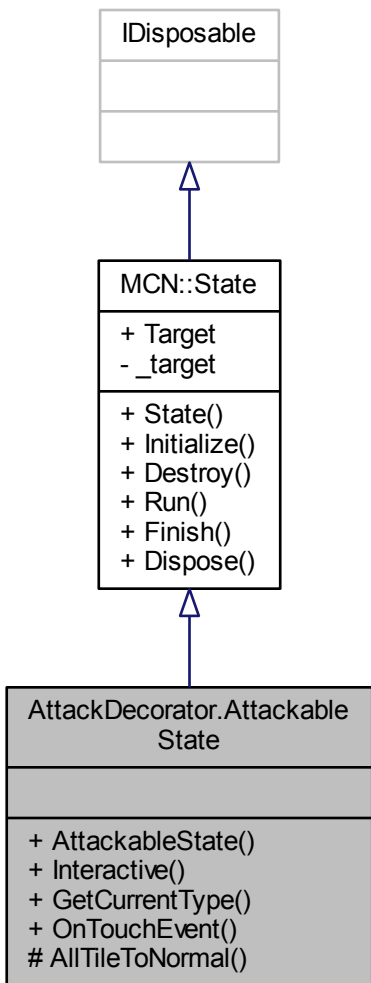 IDisposable
MCN::State
+ Target
- _target
+ State()
+ Initialize()
+ Destroy()
+ Run()
+ Finish()
+ Dispose()
AttackDecorator.Attackable
State
+ AttackableState()
+ Interactive()
+ GetCurrentType()
+ OnTouchEvent()
# AllTileToNormal()